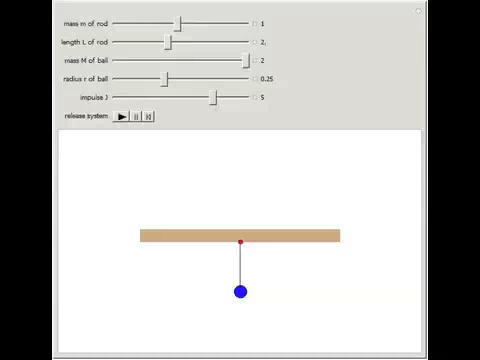 mass m of rod 1
length L of rod 2.
mass M of ball 2
radius r of ball 0.25
impulse J 5
release system